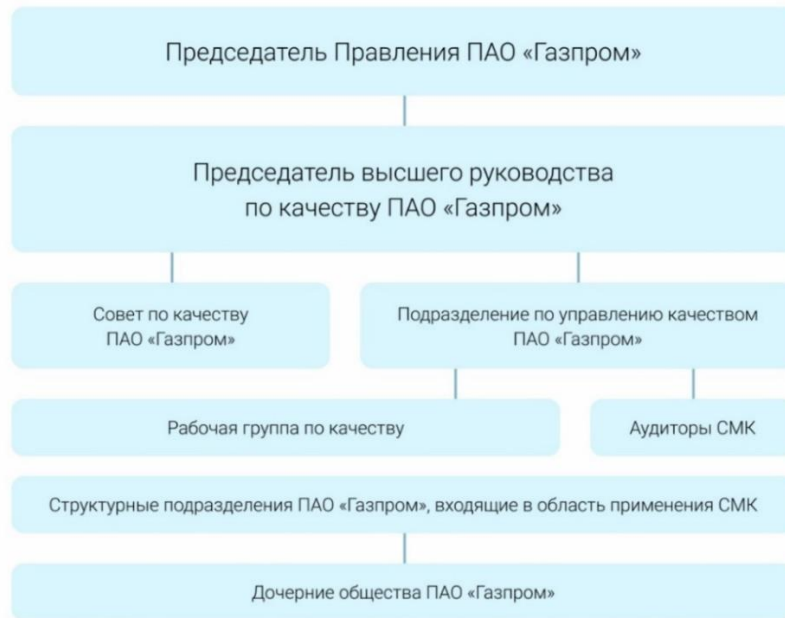 Председатель Правления ПАО «Газпром»
Председатель высшего руководства
по качеству ПАО «Газпром»
Совет по качеству
ПАО «Газпром»
Подразделение по управлению качеством
ПАО «Газпром»
Рабочая группа по качеству
Аудиторы СМК
Структурные подразделения ПАО «Газпром», входящие в область применения СМК
Дочерние общества ПАО «Газпром»